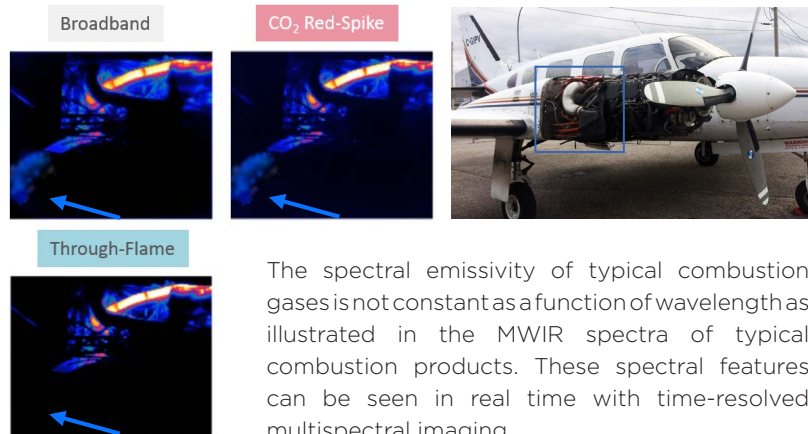 Broadband
CO₂ Red-Spike
Through-Flame
The spectral emissivity of typical combustion
gases is not constant as a function of wavelength as
illustrated in the MWIR spectra of typical
combustion products. These spectral features
can be seen in real time with time-resolved
multispectral imaging.